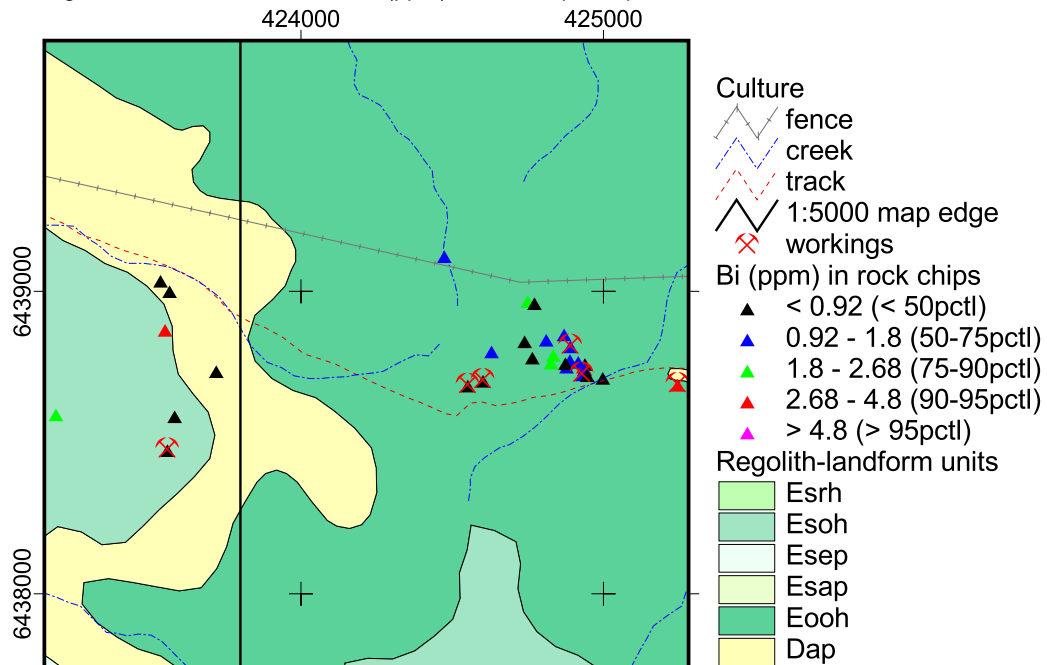 424000 425000
6439000
6438000
Culture
fence
creek
track
1:5000 map edge
workings
Bi (ppm) in rock chips
< 0.92 (< 50pctl)
0.92 - 1.8 (50-75pctl)
1.8 - 2.68 (75-90pctl)
2.68 - 4.8 (90-95pctl)
> 4.8 (> 95pctl)
Regolith-landform units
Esrh
Esoh
Esep
Esap
Eooh
Dap